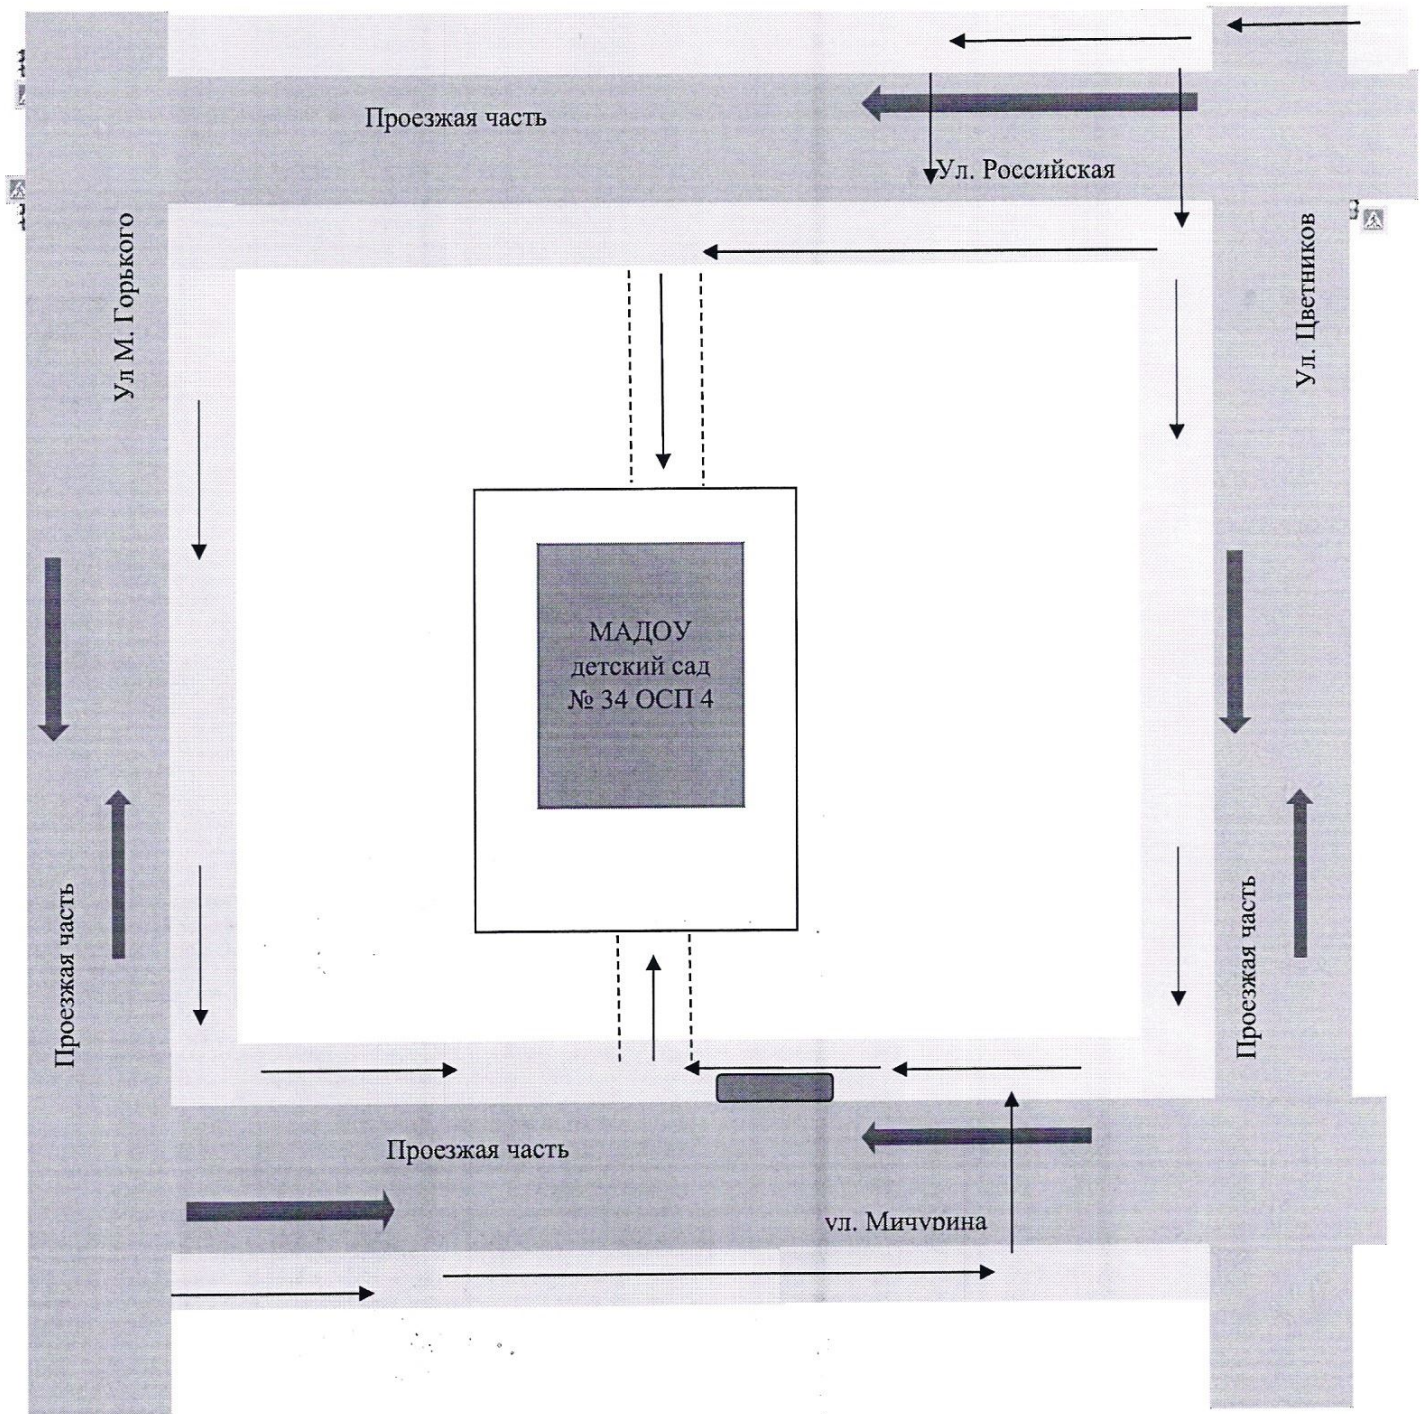 Проезжая часть
Ул. Российская
Ул М. Горького
Ул. Цветников
МАДОУ
детский сад
№ 34 ОСП 4
Проезжая часть
Проезжая часть
Проезжая часть
ул. Мичурина